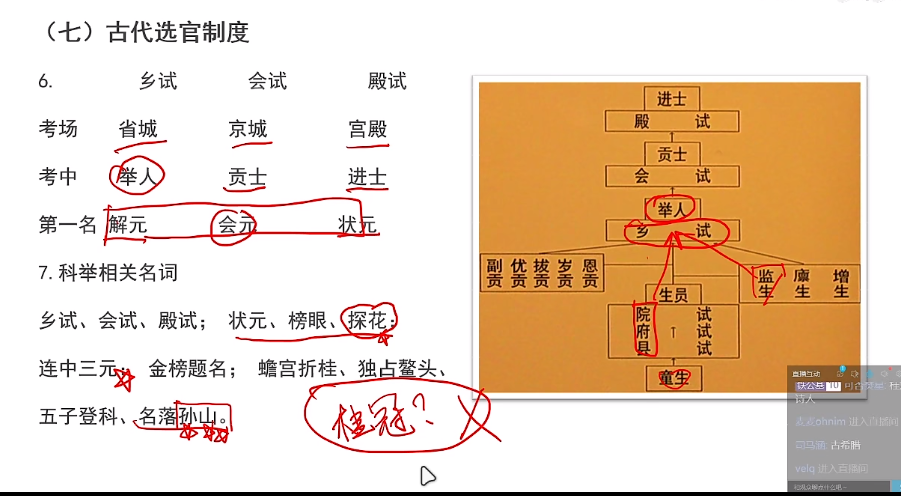 （七）古代选官制度
6. 乡试 会试 殿试
考场 省城 京城 宫殿
考中 举人 贡士 进士
第一名 解元 会元 状元
7. 科举相关名词
乡试、会试、殿试； 状元、榜眼、探花；
连中三元； 金榜题名； 蟾宫折桂、独占鳌头、
五子登科、名落孙山。
桂冠？
进士
殿 试
贡士
会 试
举人
乡 试
副贡 优贡 拔贡 岁贡 恩贡
监生 廪生 增生
生员
院 试
府 试
县 试
童生
直播互动
10
诗人
进入直播间
司马涵 古希腊
velq 进入直播间